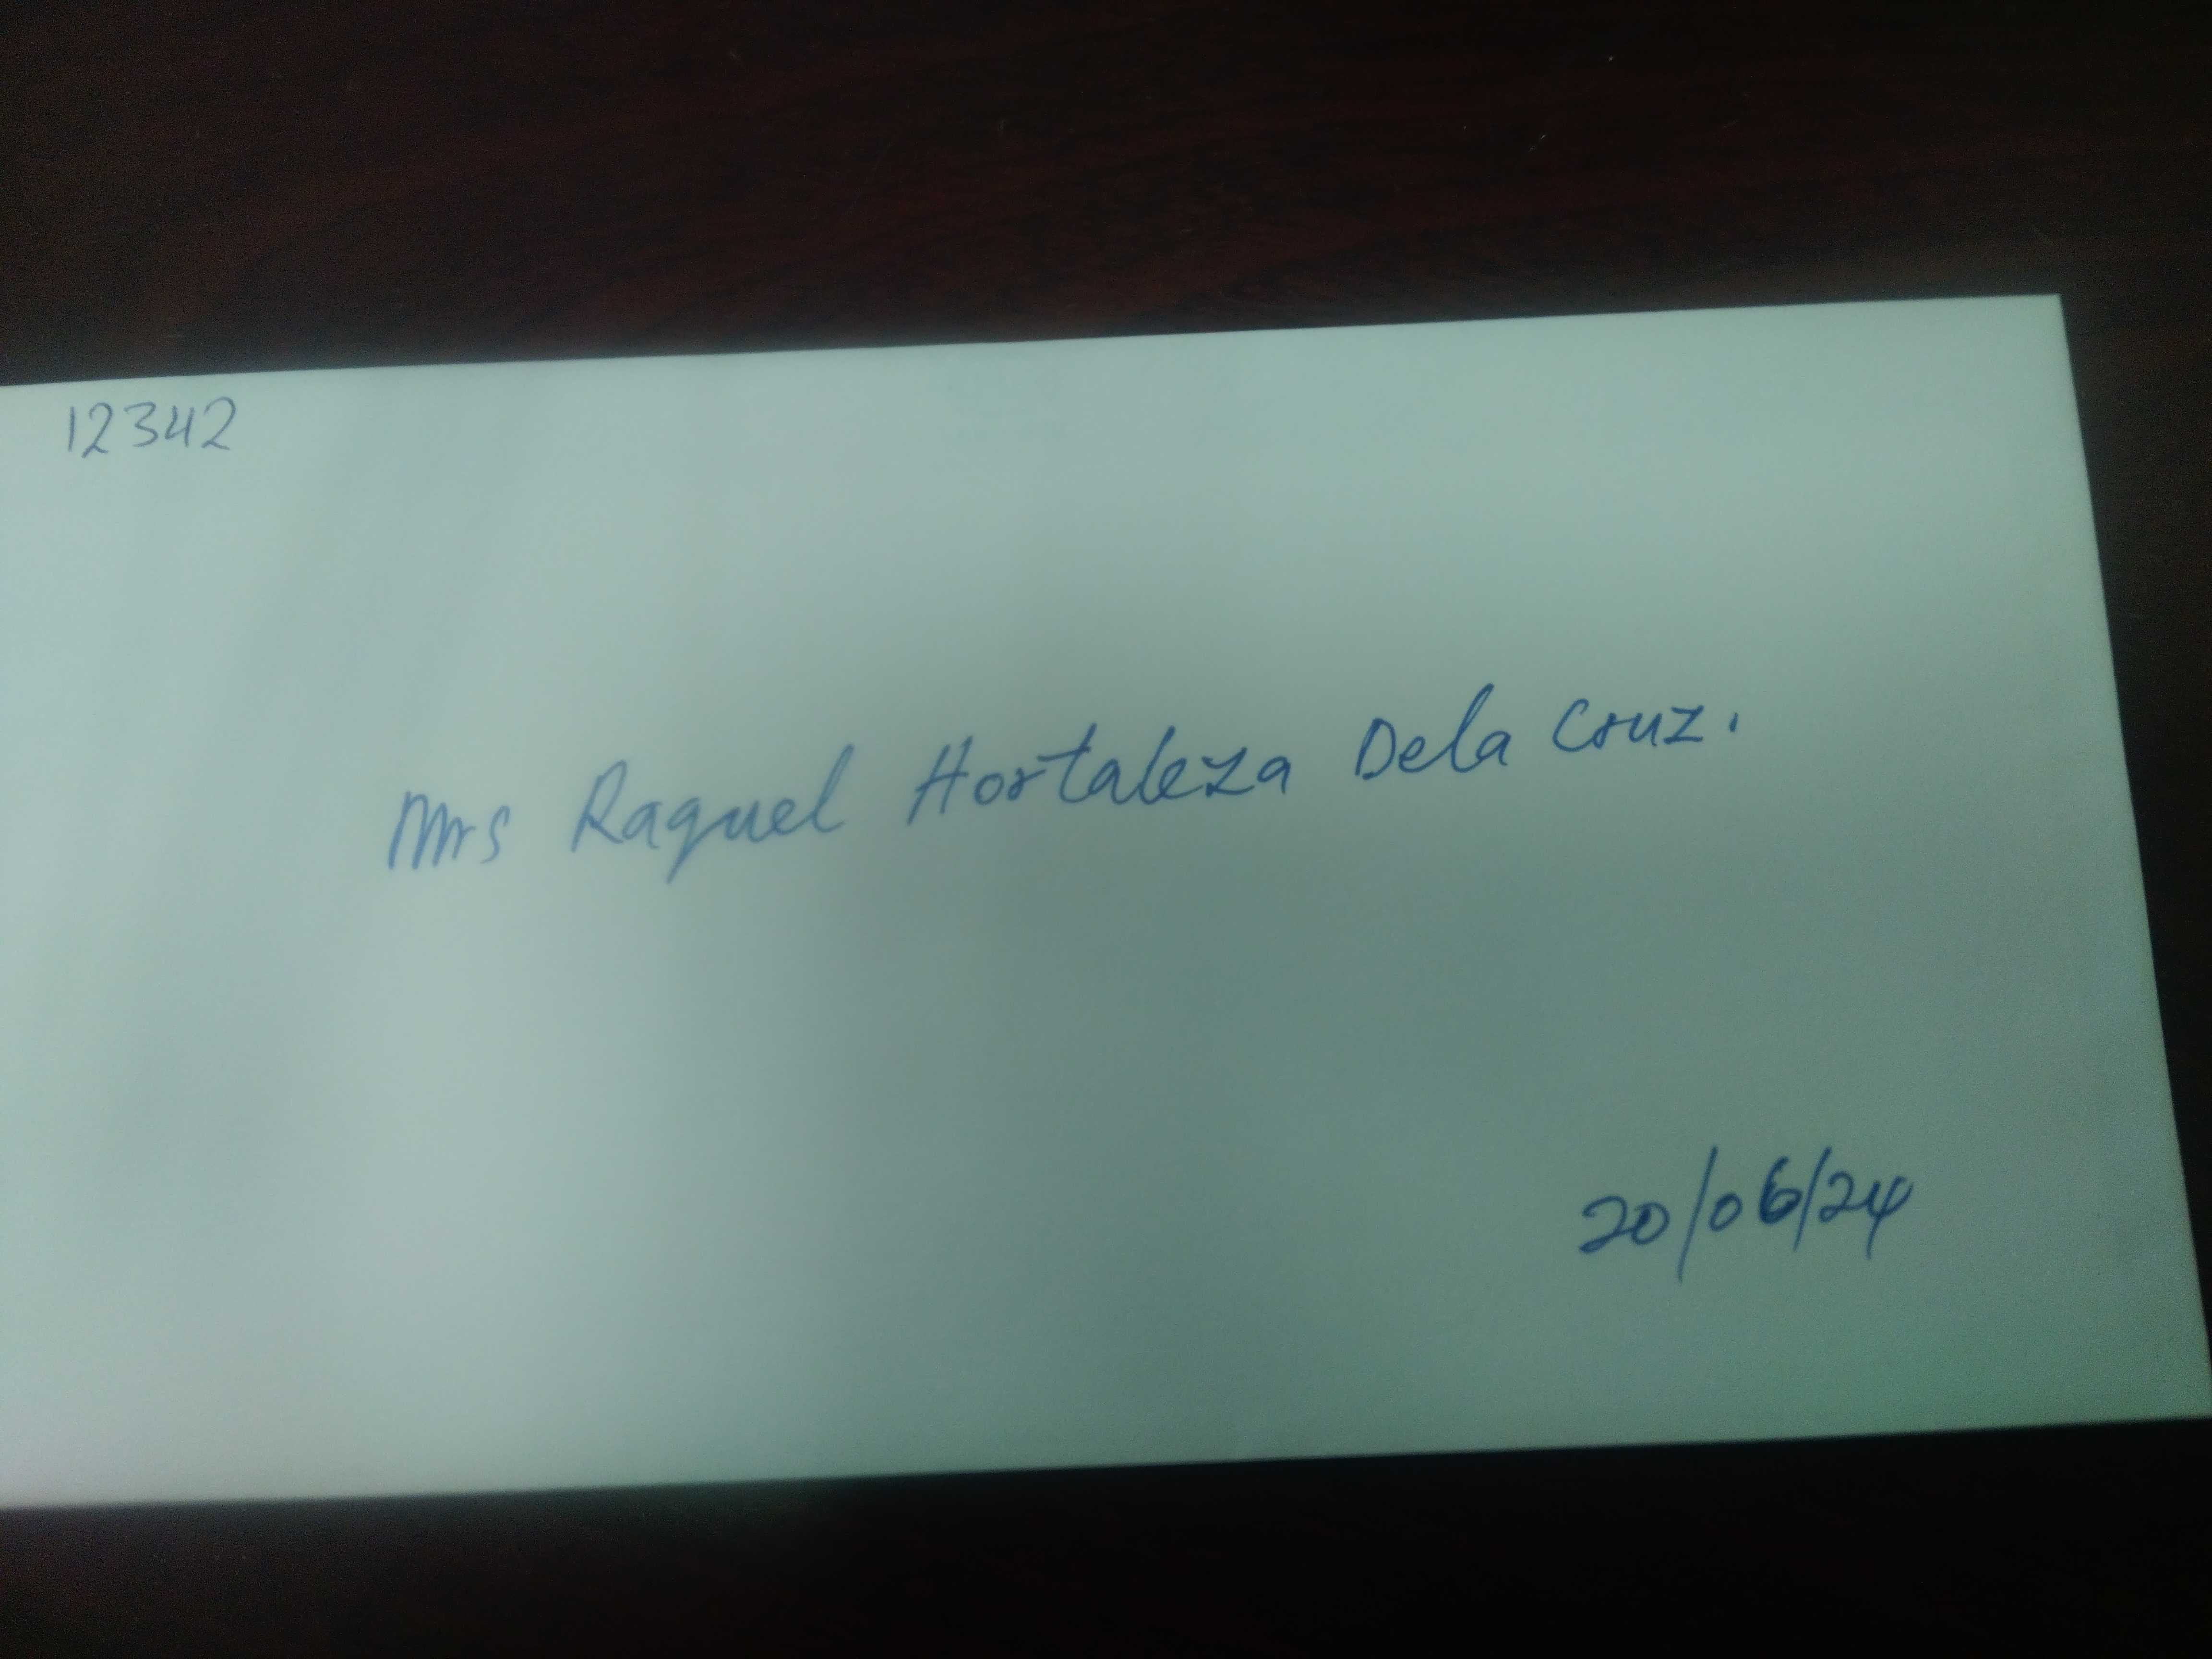 12342
Mrs Raquel Hortaleza Dela Cruz.
20/06/24